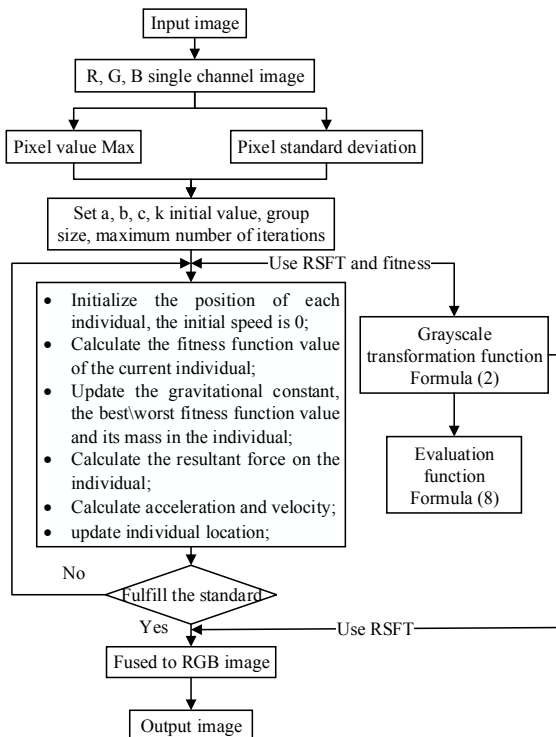 Input image
R, G, B single channel image
Pixel value Max
Pixel standard deviation
Set a, b, c, k initial value, group
size, maximum number of iterations
Use RSFT and fitness
• Initialize the position of each
individual, the initial speed is 0;
• Calculate the fitness function value
of the current individual;
• Update the gravitational constant,
the best\worst fitness function value
and its mass in the individual;
• Calculate the resultant force on the
individual;
• Calculate acceleration and velocity;
• update individual location;
Grayscale
transformation function
Formula (2)
Evaluation
function
Formula (8)
No
Fulfill the standard
Yes
Use RSFT
Fused to RGB image
Output image